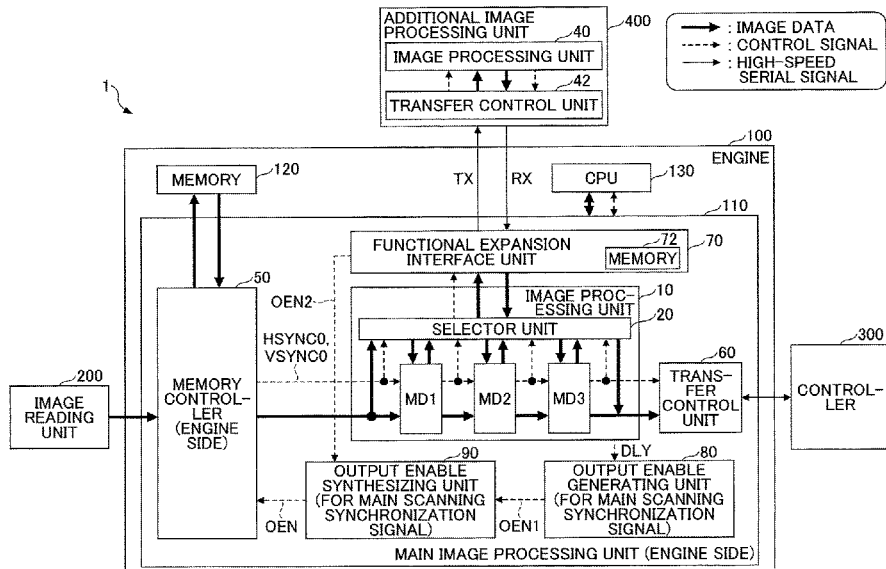 ADDITIONAL IMAGE
PROCESSING UNIT
400
40
IMAGE PROCESSING UNIT
42
TRANSFER CONTROL UNIT
: IMAGE DATA
: CONTROL SIGNAL
: HIGH-SPEED
SERIAL SIGNAL
1
100
ENGINE
TX
RX
120
MEMORY
130
CPU
110
FUNCTIONAL EXPANSION
INTERFACE UNIT
72
MEMORY
70
50
OEN2
10
IMAGE PROC-
ESSING UNIT
20
SELECTOR UNIT
HSYNC0,
VSYNC0
200
IMAGE
READING
UNIT
MEMORY
CONTROL-
LER
(ENGINE
SIDE)
MD1
MD2
MD3
60
TRANS-
FER
CONTROL
UNIT
300
CONTROL-
LER
DLY
90
OUTPUT ENABLE
SYNTHESIZING UNIT
(FOR MAIN SCANNING
SYNCHRONIZATION
SIGNAL)
80
OUTPUT ENABLE
GENERATING UNIT
(FOR MAIN SCANNING
SYNCHRONIZATION
SIGNAL)
OEN
OEN1
MAIN IMAGE PROCESSING UNIT (ENGINE SIDE)